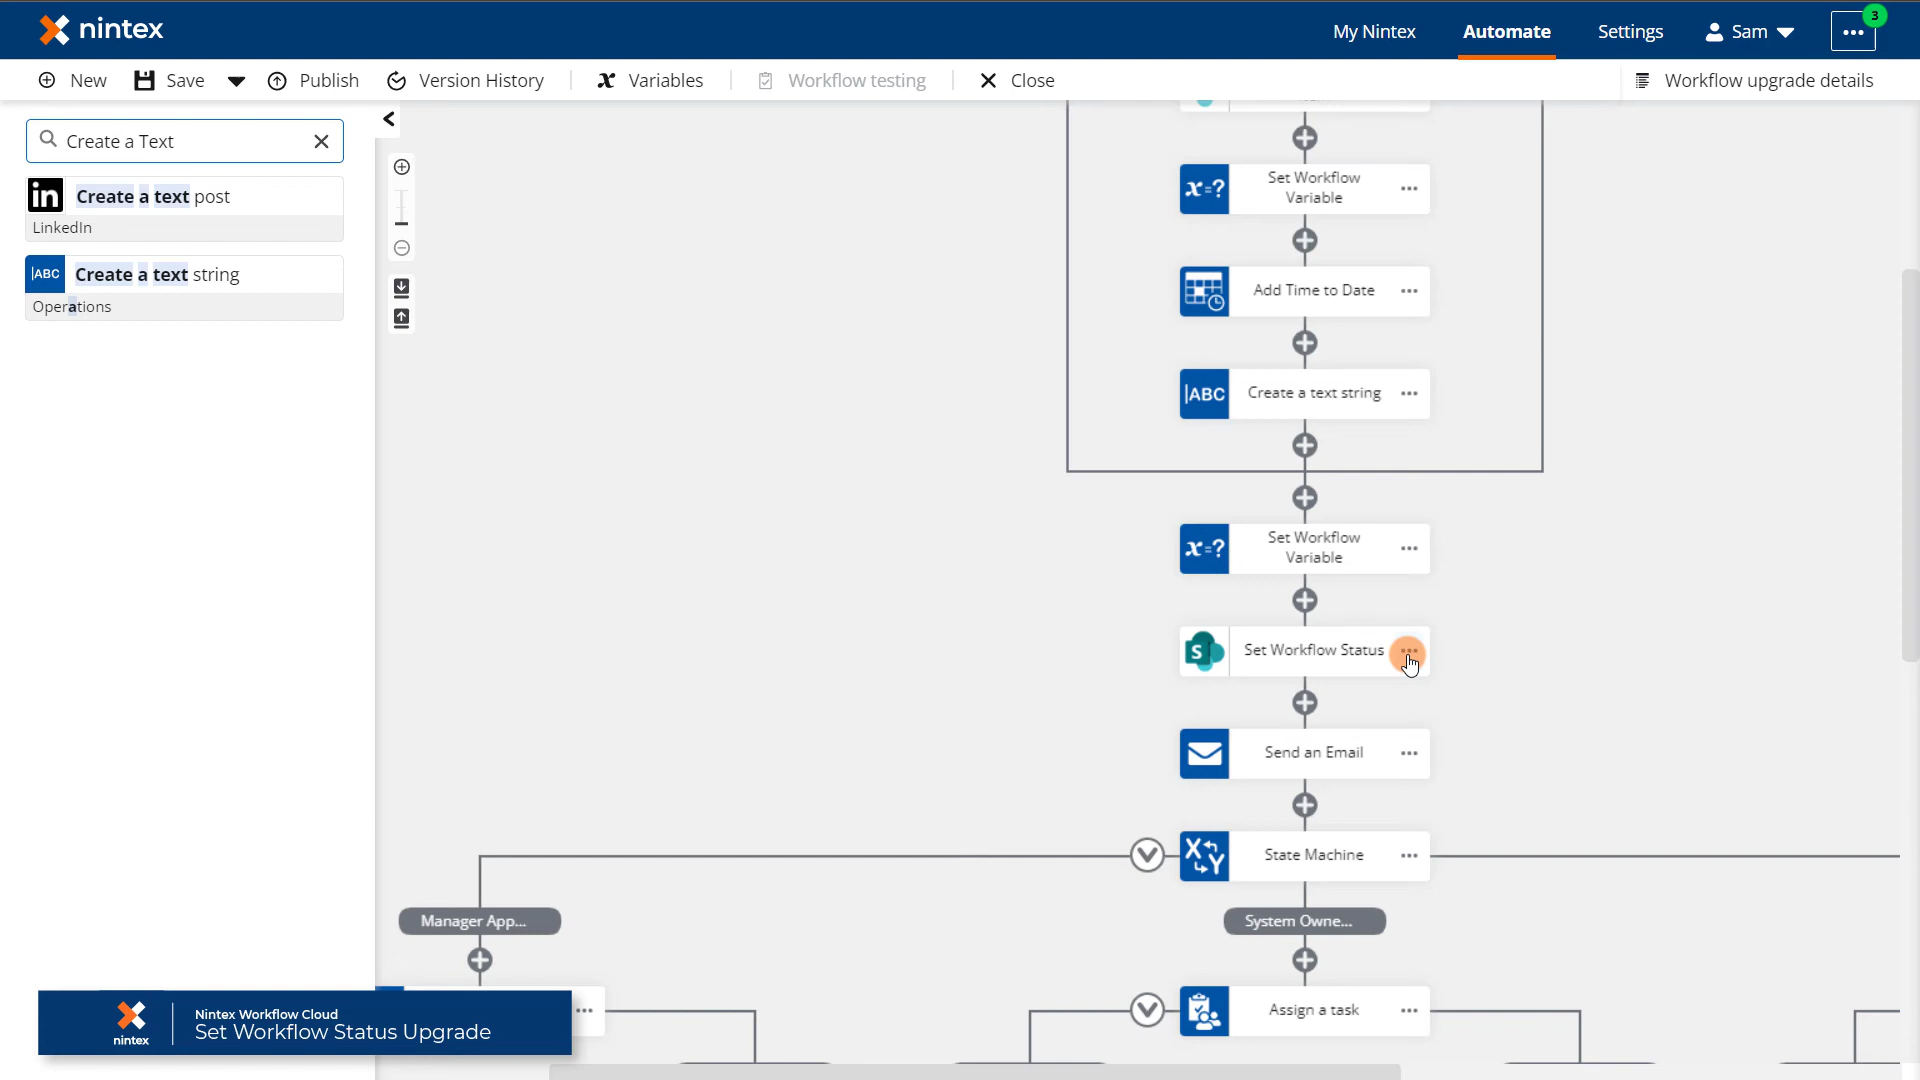 nintex
My Nintex
Automate
Settings
Sam
3
New
Save
Publish
Version History
Variables
Workflow testing
Close
Workflow upgrade details
Create a Text
in
Create a text post
LinkedIn
|ABC
Create a text string
Operations
x=?
Set Workflow
Variable
Add Time to Date
|ABC
Create a text string
x=?
Set Workflow
Variable
S
Set Workflow Status
Send an Email
X
Y
State Machine
Manager App...
System Owne...
Assign a task
nintex
Nintex Workflow Cloud
Set Workflow Status Upgrade